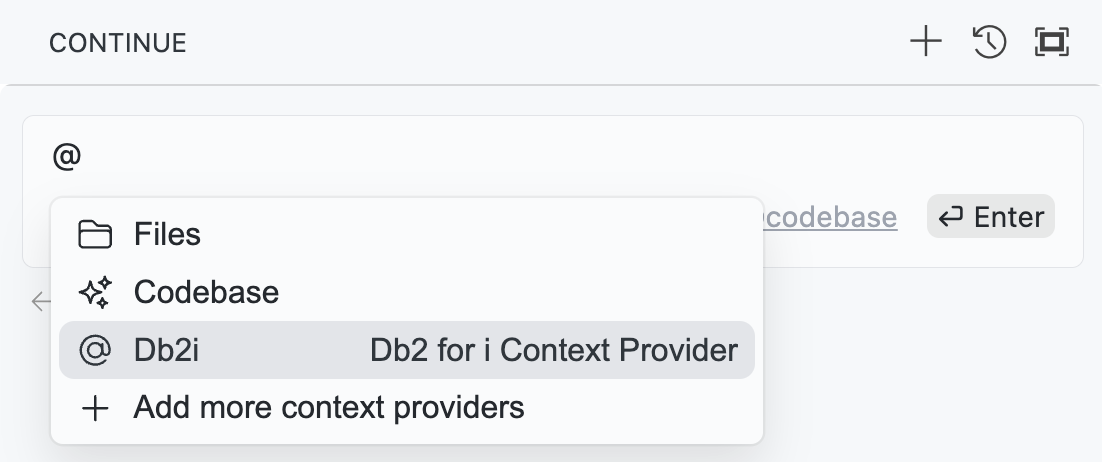 CONTINUE
@
codebase
Enter
Files
Codebase
Db2i Db2 for i Context Provider
Add more context providers